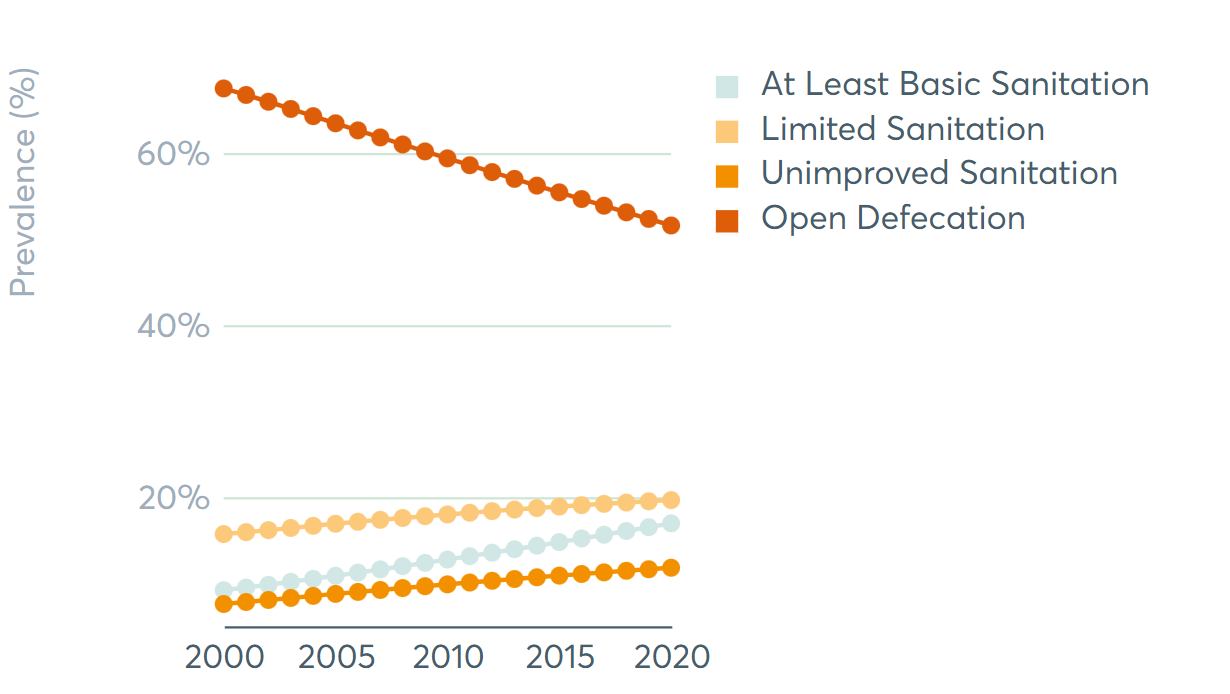 Prevalence (%)
60%
40%
20%
2000 2005 2010 2015 2020
At Least Basic Sanitation
Limited Sanitation
Unimproved Sanitation
Open Defecation